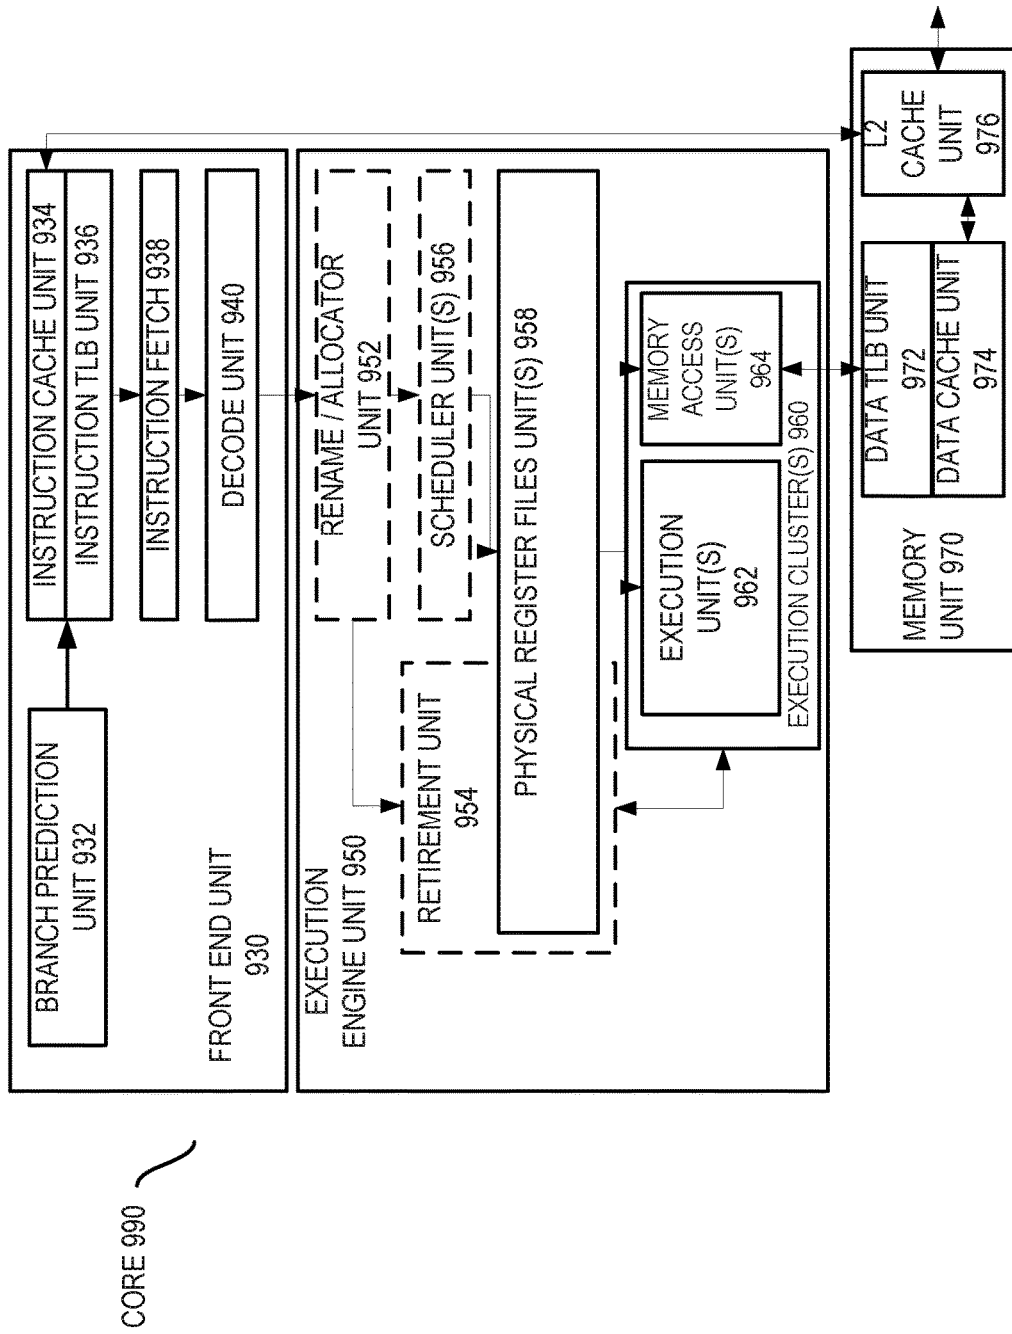 CORE 990
BRANCH PREDICTION
UNIT 932
INSTRUCTION CACHE UNIT 934
INSTRUCTION TLB UNIT 936
INSTRUCTION FETCH 938
DECODE UNIT 940
FRONT END UNIT
930
EXECUTION
ENGINE UNIT 950
RENAME / ALLOCATOR
UNIT 952
SCHEDULER UNIT(S) 956
RETIREMENT UNIT
954
PHYSICAL REGISTER FILES UNIT(S) 958
EXECUTION
UNIT(S)
962
MEMORY
ACCESS
UNIT(S)
964
EXECUTION CLUSTER(S) 960
MEMORY
UNIT 970
DATA TLB UNIT
972
DATA CACHE UNIT
974
L2
CACHE
UNIT
976